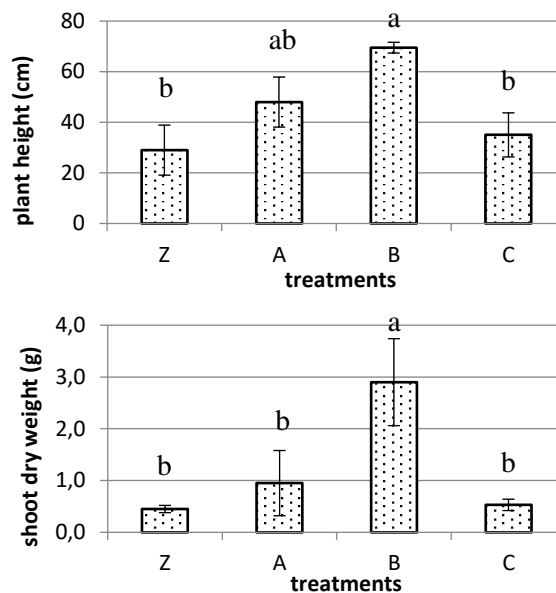 plant height (cm)
80
60
40
20
0
b
ab
a
b
Z A B C
treatments
shoot dry weight (g)
4,0
3,0
2,0
1,0
0,0
b
b
a
b
Z A B C
treatments